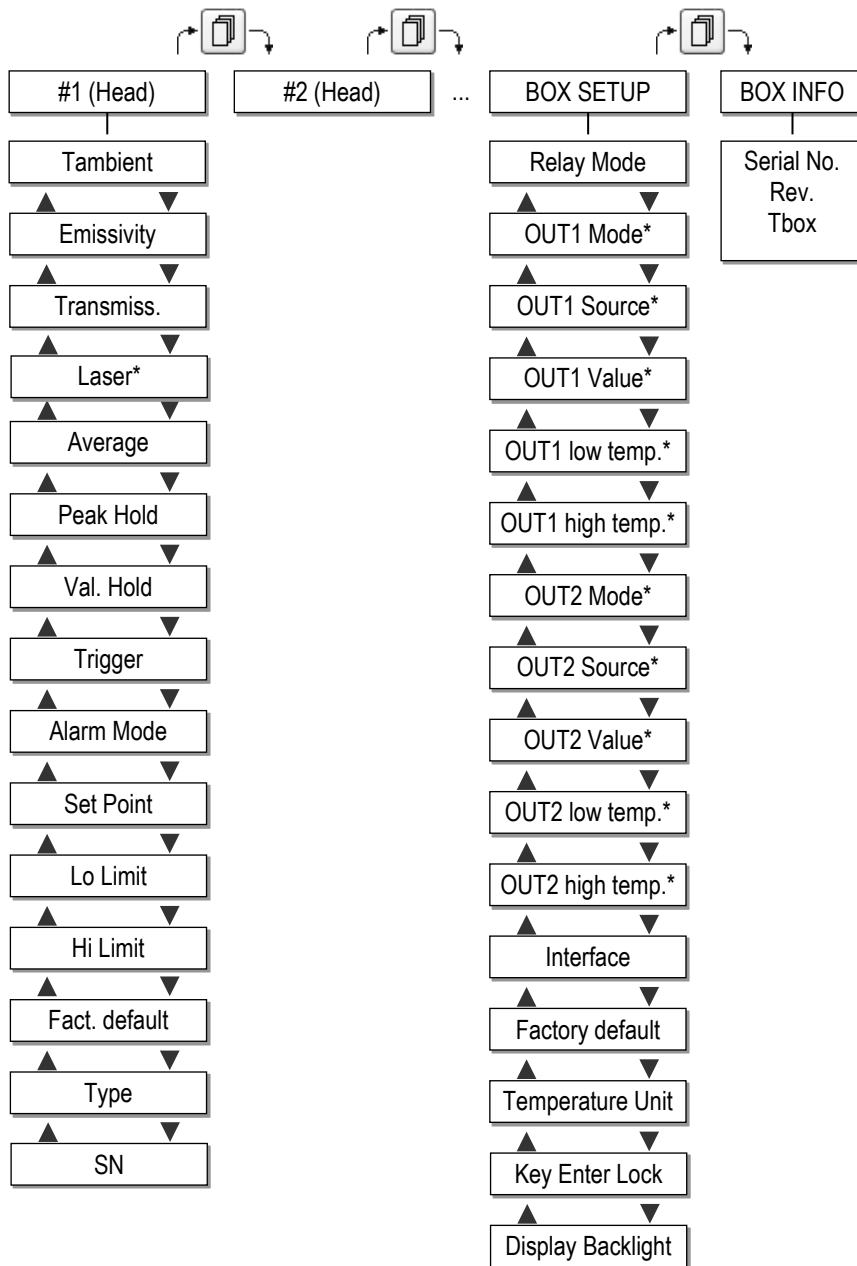 #1 (Head)
#2 (Head)
...
BOX SETUP
BOX INFO
Tambient
Emissivity
Transmiss.
Laser*
Average
Peak Hold
Val. Hold
Trigger
Alarm Mode
Set Point
Lo Limit
Hi Limit
Fact. default
Type
SN
Relay Mode
OUT1 Mode*
OUT1 Source*
OUT1 Value*
OUT1 low temp.*
OUT1 high temp.*
OUT2 Mode*
OUT2 Source*
OUT2 Value*
OUT2 low temp.*
OUT2 high temp.*
Interface
Factory default
Temperature Unit
Key Enter Lock
Display Backlight
Serial No.
Rev.
Tbox